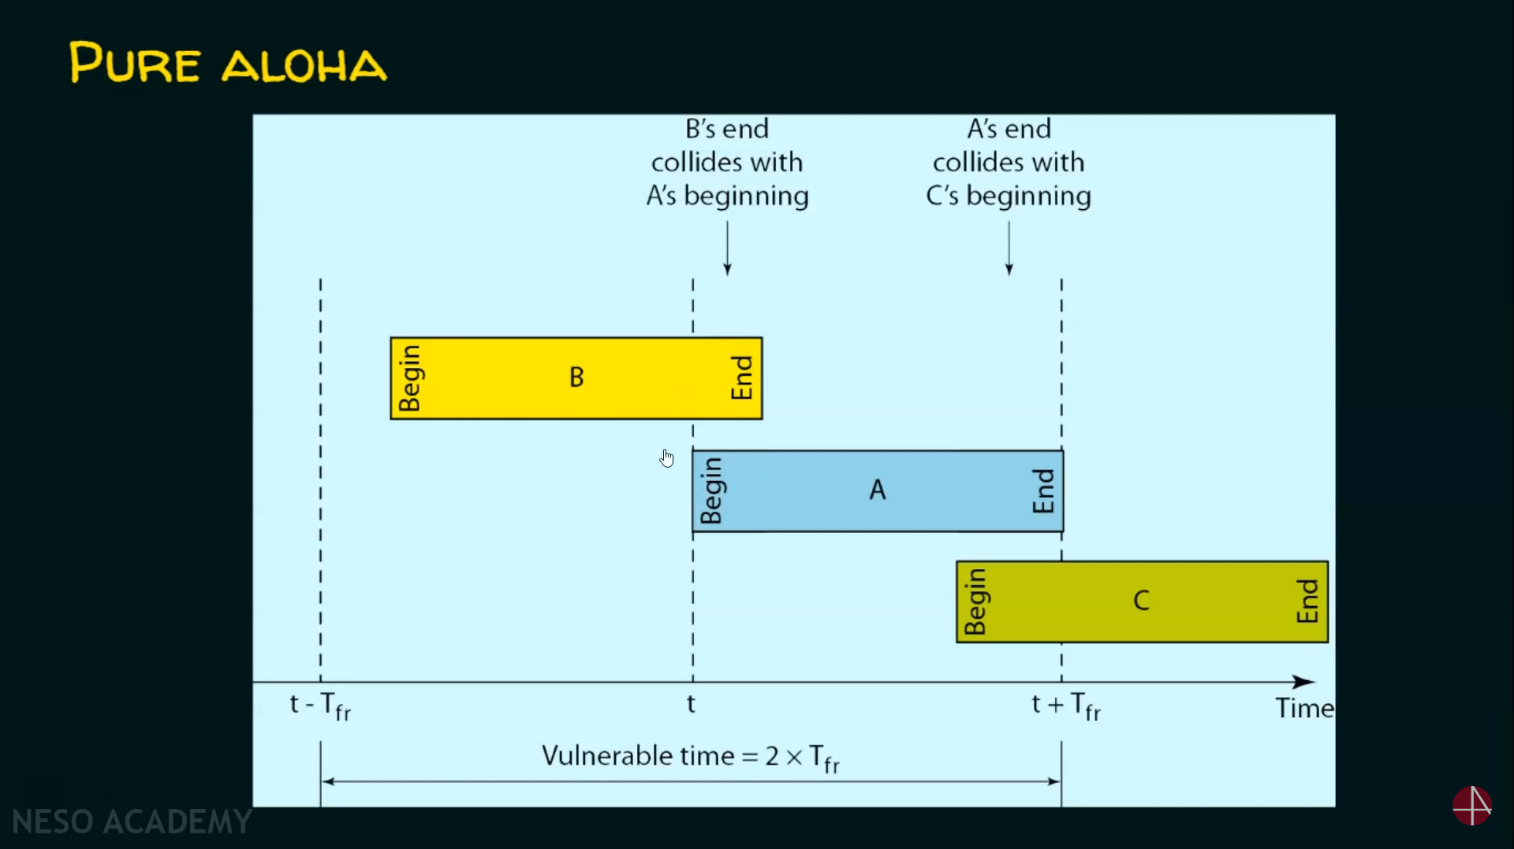 PURE ALOHA
B's end
collides with
A's beginning
A's end
collides with
C's beginning
Begin
B
End
Begin
A
End
Begin
C
End
t - Tfr
t
t + Tfr
Time
Vulnerable time = 2 × Tfr
NESO ACADEMY